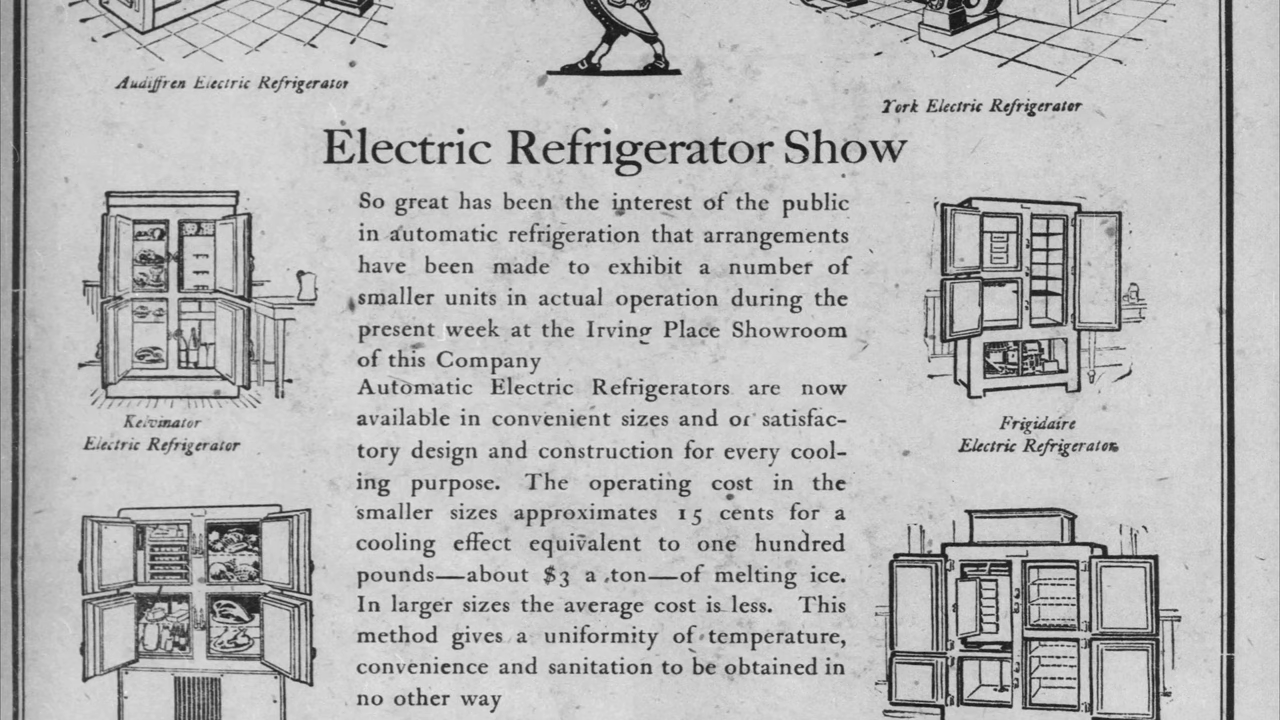 Audiffren Electric Refrigerator
York Electric Refrigerator
Electric Refrigerator Show
So great has been the interest of the public
in automatic refrigeration that arrangements
have been made to exhibit a number of
smaller units in actual operation during the
present week at the Irving Place Showroom
of this Company
Automatic Electric Refrigerators are now
available in convenient sizes and of satisfac-
tory design and construction for every cool-
ing purpose. The operating cost in the
smaller sizes approximates 15 cents for a
cooling effect equivalent to one hundred
pounds—about $3 a ton—of melting ice.
In larger sizes the average cost is less. This
method gives a uniformity of temperature,
convenience and sanitation to be obtained in
no other way
Kelvinator
Electric Refrigerator
Frigidaire
Electric Refrigerator